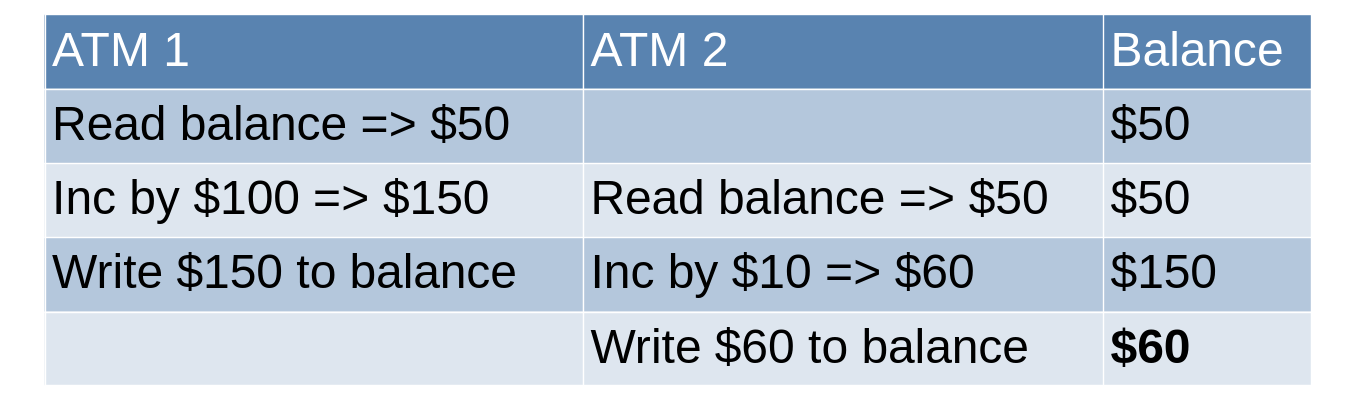 ATM 1 ATM 2 Balance
Read balance => $50 $50
Inc by $100 => $150 Read balance => $50 $50
Write $150 to balance Inc by $10 => $60 $150
Write $60 to balance $60